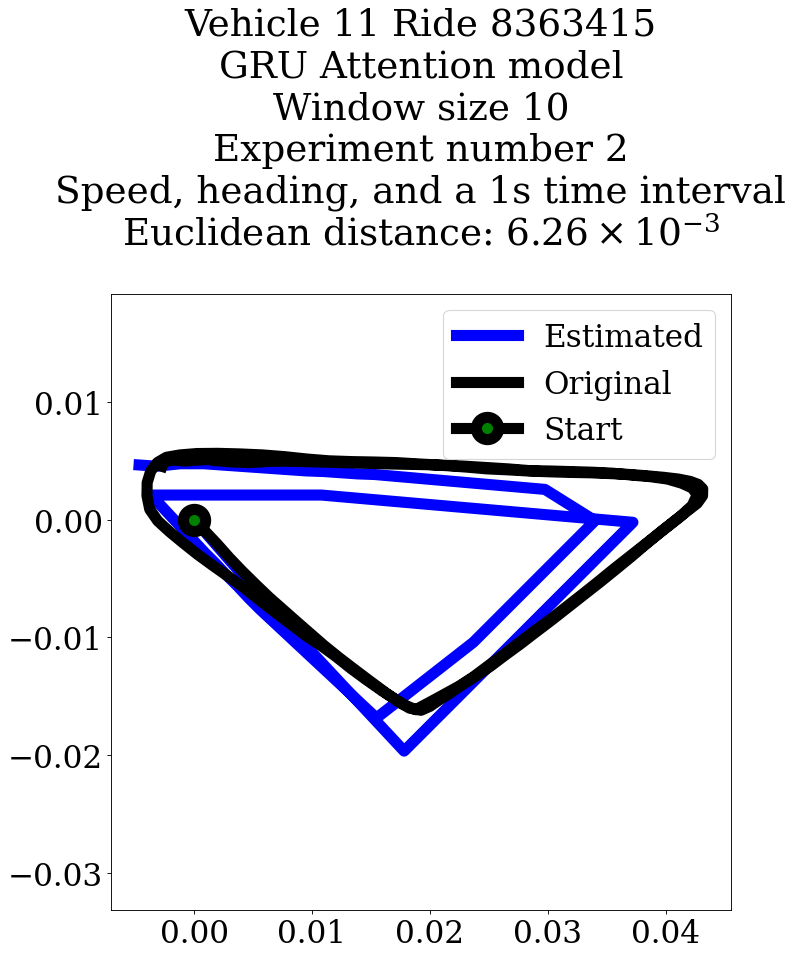 Vehicle 11 Ride 8363415
GRU Attention model
Window size 10
Experiment number 2
Speed, heading, and a 1s time interval
Euclidean distance: 6.26 × 10⁻³
Estimated
Original
Start
0.01
0.00
−0.01
−0.02
−0.03
0.00 0.01 0.02 0.03 0.04